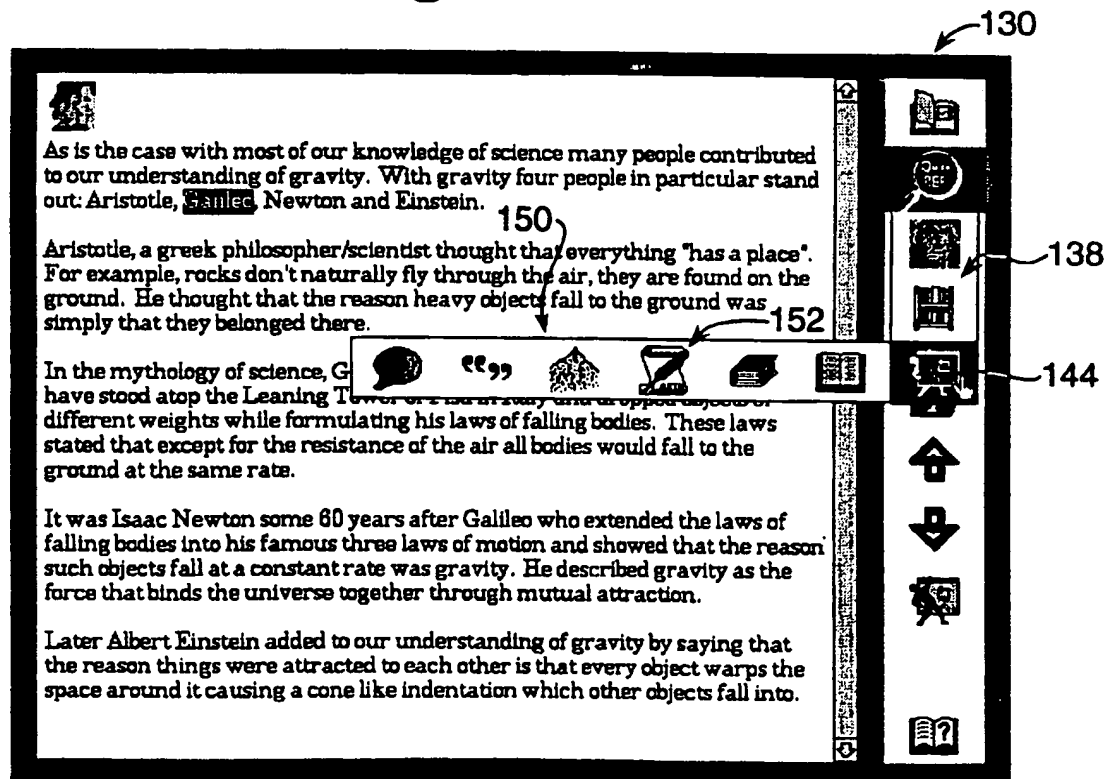 130
As is the case with most of our knowledge of science many people contributed
to our understanding of gravity. With gravity four people in particular stand
out: Aristotle, Galileo, Newton and Einstein.
150
Aristotle, a greek philosopher/scientist thought that everything "has a place".
138
For example, rocks don't naturally fly through the air, they are found on the
ground. He thought that the reason heavy objects fall to the ground was
simply that they belonged there.
152
In the mythology of science, G
144
have stood atop the Leaning Tower of Pisa in Italy and dropped objects of
different weights while formulating his laws of falling bodies. These laws
stated that except for the resistance of the air all bodies would fall to the
ground at the same rate.
It was Isaac Newton some 60 years after Galileo who extended the laws of
falling bodies into his famous three laws of motion and showed that the reason
such objects fall at a constant rate was gravity. He described gravity as the
force that binds the universe together through mutual attraction.
Later Albert Einstein added to our understanding of gravity by saying that
the reason things were attracted to each other is that every object warps the
space around it causing a cone like indentation which other objects fall into.
?